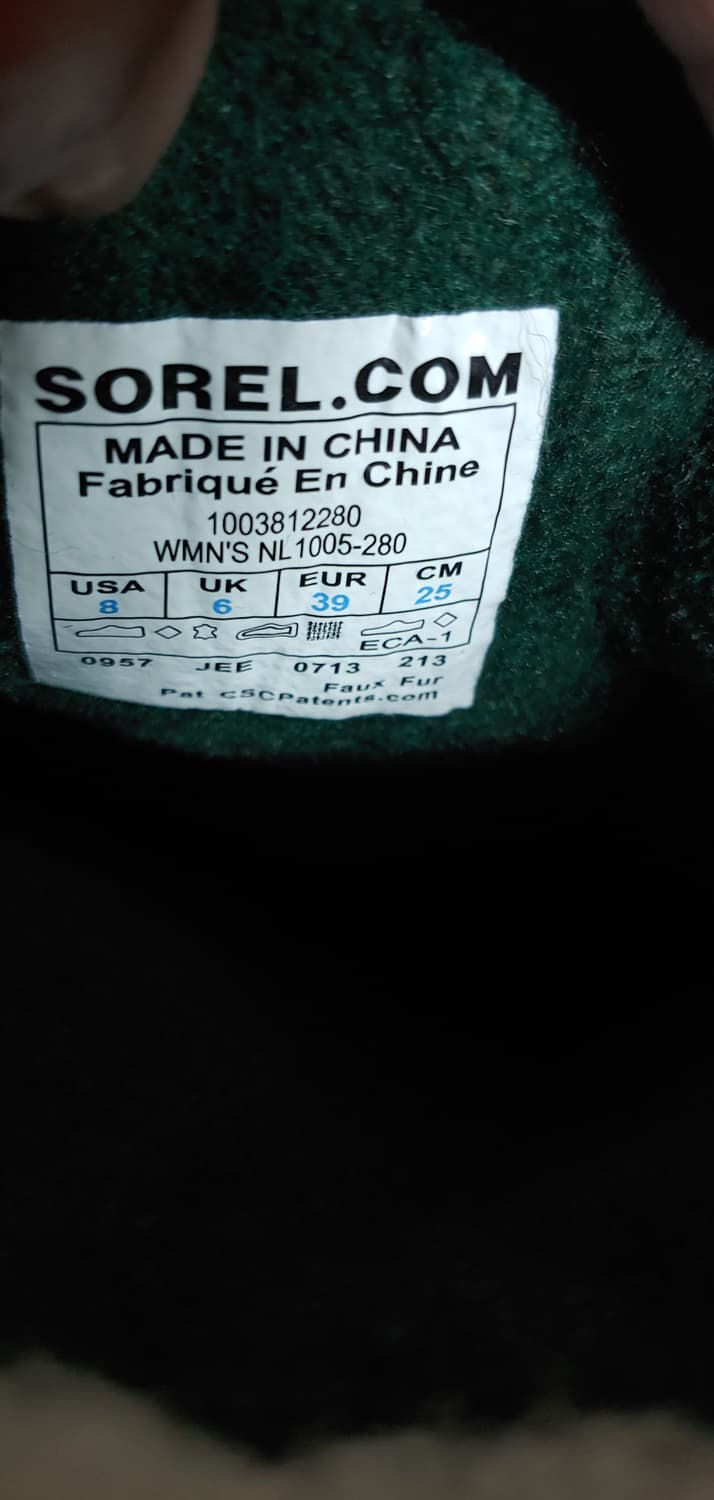 SOREL.COM
MADE IN CHINA
Fabriqué En Chine
1003812280
WMN'S NL1005-280
USA UK EUR CM
8 6 39 25
ECA-1
0957 JEE 0713 213
Faux Fur
Pat CSCPatents.com